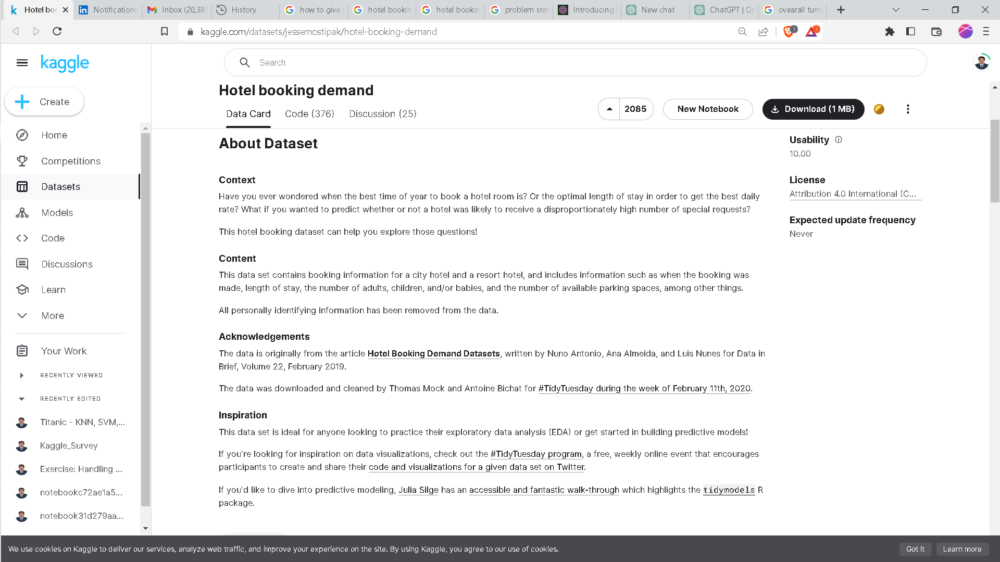 Hotel boo
Notifications
Inbox (20,387
History
how to give
hotel bookin
hotel bookin
problem stat
Introducing
New chat
ChatGPT | Op
ovearall turn
kaggle.com/datasets/jessemostipak/hotel-booking-demand
3
1
kaggle
Search
Create
Home
Competitions
Datasets
Models
Code
Discussions
Learn
More
Your Work
RECENTLY VIEWED
RECENTLY EDITED
Titanic - KNN, SVM,...
Kaggle_Survey
Exercise: Handling ...
notebookc72ae1a5...
notebook31d279aa...
Hotel booking demand
Data Card Code (376) Discussion (25)
2085 New Notebook Download (1 MB)
About Dataset
Context
Have you ever wondered when the best time of year to book a hotel room is? Or the optimal length of stay in order to get the best daily
rate? What if you wanted to predict whether or not a hotel was likely to receive a disproportionately high number of special requests?
This hotel booking dataset can help you explore those questions!
Content
This data set contains booking information for a city hotel and a resort hotel, and includes information such as when the booking was
made, length of stay, the number of adults, children, and/or babies, and the number of available parking spaces, among other things.
All personally identifying information has been removed from the data.
Acknowledgements
The data is originally from the article Hotel Booking Demand Datasets, written by Nuno Antonio, Ana Almeida, and Luis Nunes for Data in
Brief, Volume 22, February 2019.
The data was downloaded and cleaned by Thomas Mock and Antoine Bichat for #TidyTuesday during the week of February 11th, 2020.
Inspiration
This data set is ideal for anyone looking to practice their exploratory data analysis (EDA) or get started in building predictive models!
If you're looking for inspiration on data visualizations, check out the #TidyTuesday program, a free, weekly online event that encourages
participants to create and share their code and visualizations for a given data set on Twitter.
If you'd like to dive into predictive modeling, Julia Silge has an accessible and fantastic walk-through which highlights the tidymodels R
package.
Usability
10.00
License
Attribution 4.0 International (C...
Expected update frequency
Never
We use cookies on Kaggle to deliver our services, analyze web traffic, and improve your experience on the site. By using Kaggle, you agree to our use of cookies.
Got it Learn more